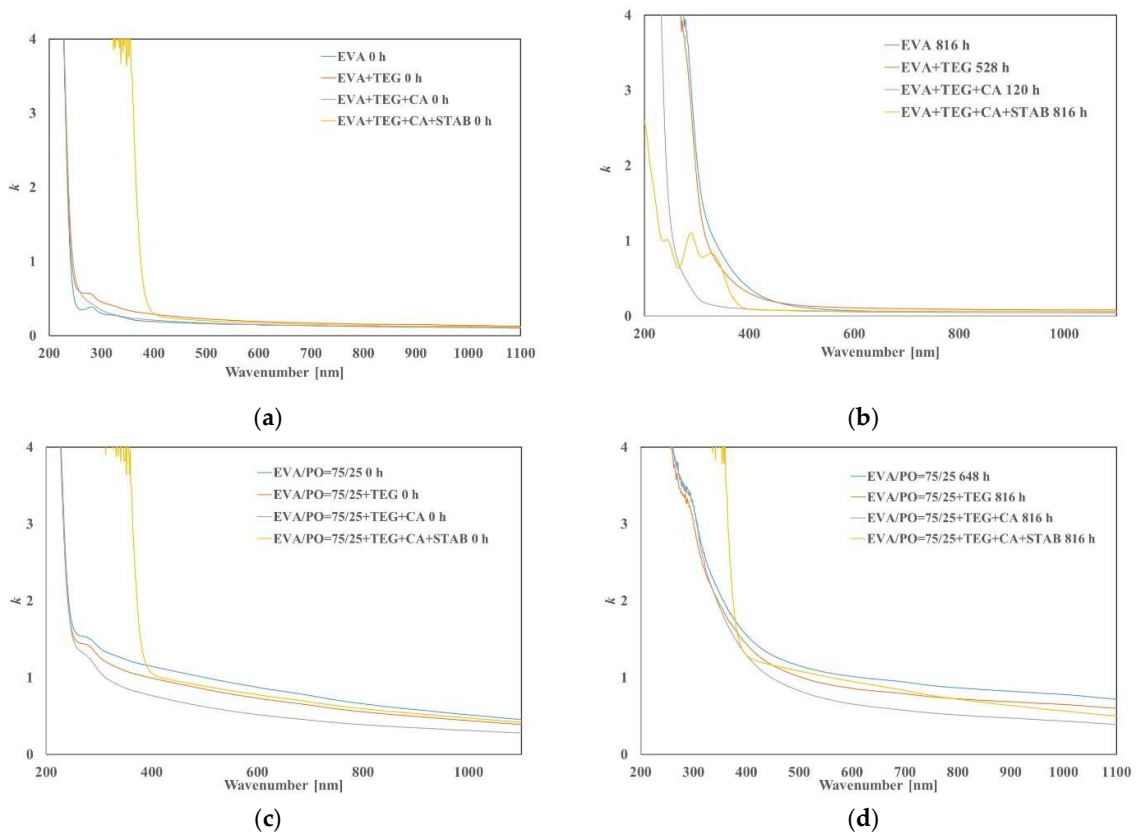 4
3
2
1
0
k
EVA 0 h
EVA+TEG 0 h
EVA+TEG+CA 0 h
EVA+TEG+CA+STAB 0 h
200 300 400 500 600 700 800 900 1000 1100
Wavenumber [nm]
(a)
4
3
2
1
0
k
EVA 816 h
EVA+TEG 528 h
EVA+TEG+CA 120 h
EVA+TEG+CA+STAB 816 h
200 400 600 800 1000
Wavenumber [nm]
(b)
4
3
2
1
0
k
EVA/PO=75/25 0 h
EVA/PO=75/25+TEG 0 h
EVA/PO=75/25+TEG+CA 0 h
EVA/PO=75/25+TEG+CA+STAB 0 h
200 400 600 800 1000
Wavenumber [nm]
(c)
4
3
2
1
0
k
EVA/PO=75/25 648 h
EVA/PO=75/25+TEG 816 h
EVA/PO=75/25+TEG+CA 816 h
EVA/PO=75/25+TEG+CA+STAB 816 h
200 300 400 500 600 700 800 900 1000 1100
Wavenumber [nm]
(d)